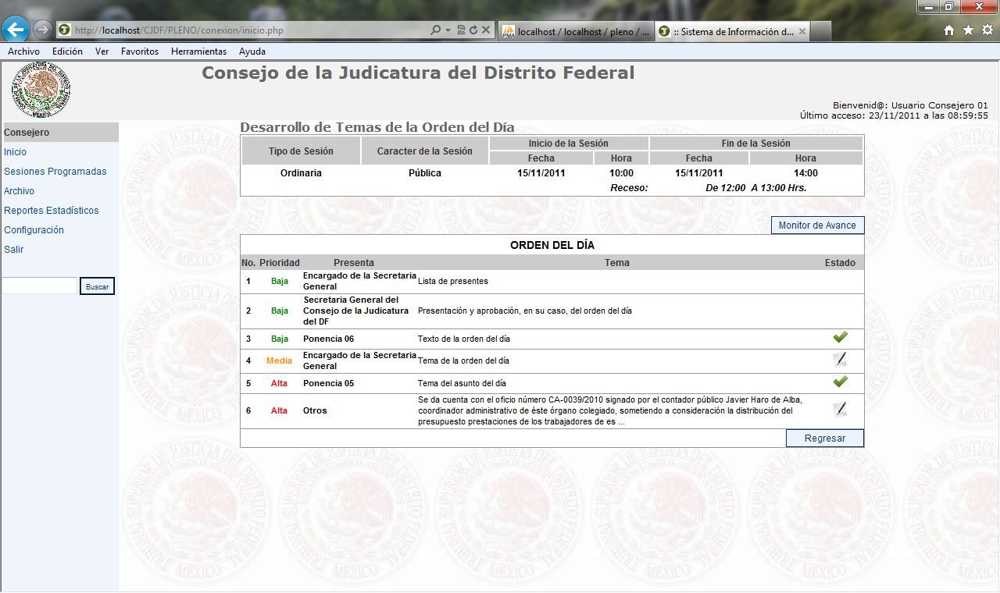 http://localhost/CJDF/PLENO/conexion/inicio.php
localhost / localhost / pleno / ...
:: Sistema de Información d...
Archivo Edición Ver Favoritos Herramientas Ayuda
Consejo de la Judicatura del Distrito Federal
Bienvenid@: Usuario Consejero 01
Último acceso: 23/11/2011 a las 08:59:55
Consejero
Inicio
Sesiones Programadas
Archivo
Reportes Estadísticos
Configuración
Salir
Buscar
Desarrollo de Temas de la Orden del Día
Tipo de Sesión Caracter de la Sesión Inicio de la Sesión Fin de la Sesión
Fecha Hora Fecha Hora
Ordinaria Pública 15/11/2011 10:00 15/11/2011 14:00
Receso: De 12:00 A 13:00 Hrs.
Monitor de Avance
ORDEN DEL DÍA
No. Prioridad Presenta Tema Estado
1 Baja Encargado de la Secretaria General Lista de presentes
2 Baja Secretaria General del Consejo de la Judicatura del DF Presentación y aprobación, en su caso, del orden del día
3 Baja Ponencia 06 Texto de la orden del día
4 Media Encargado de la Secretaria General Tema de la orden del día
5 Alta Ponencia 05 Tema del asunto del día
6 Alta Otros Se da cuenta con el oficio número CA-0039/2010 signado por el contador público Javier Haro de Alba,
coordinador administrativo de éste órgano colegiado, sometiendo a consideración la distribución del
presupuesto prestaciones de los trabajadores de es ...
Regresar